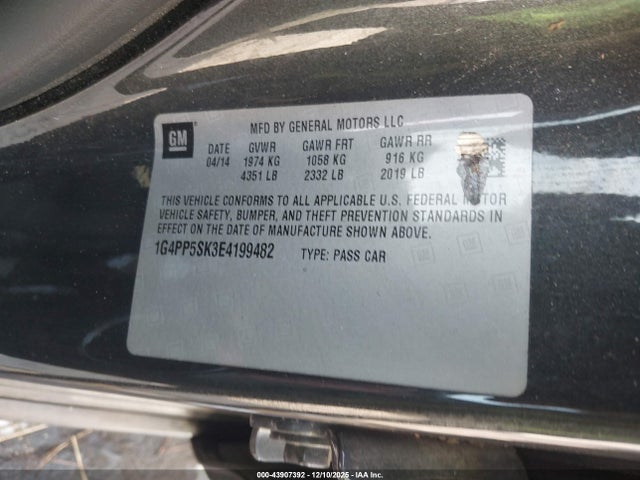 GM
MFD BY GENERAL MOTORS LLC
DATE GVWR GAWR FRT GAWR RR
04/14 1974 KG 1058 KG 916 KG
4351 LB 2332 LB 2019 LB
THIS VEHICLE CONFORMS TO ALL APPLICABLE U.S. FEDERAL MOTOR
VEHICLE SAFETY, BUMPER, AND THEFT PREVENTION STANDARDS IN
EFFECT ON THE DATE OF MANUFACTURE SHOWN ABOVE.
1G4PP5SK3E4199482 TYPE: PASS CAR
000-43907392 - 12/10/2025 - IAA Inc.